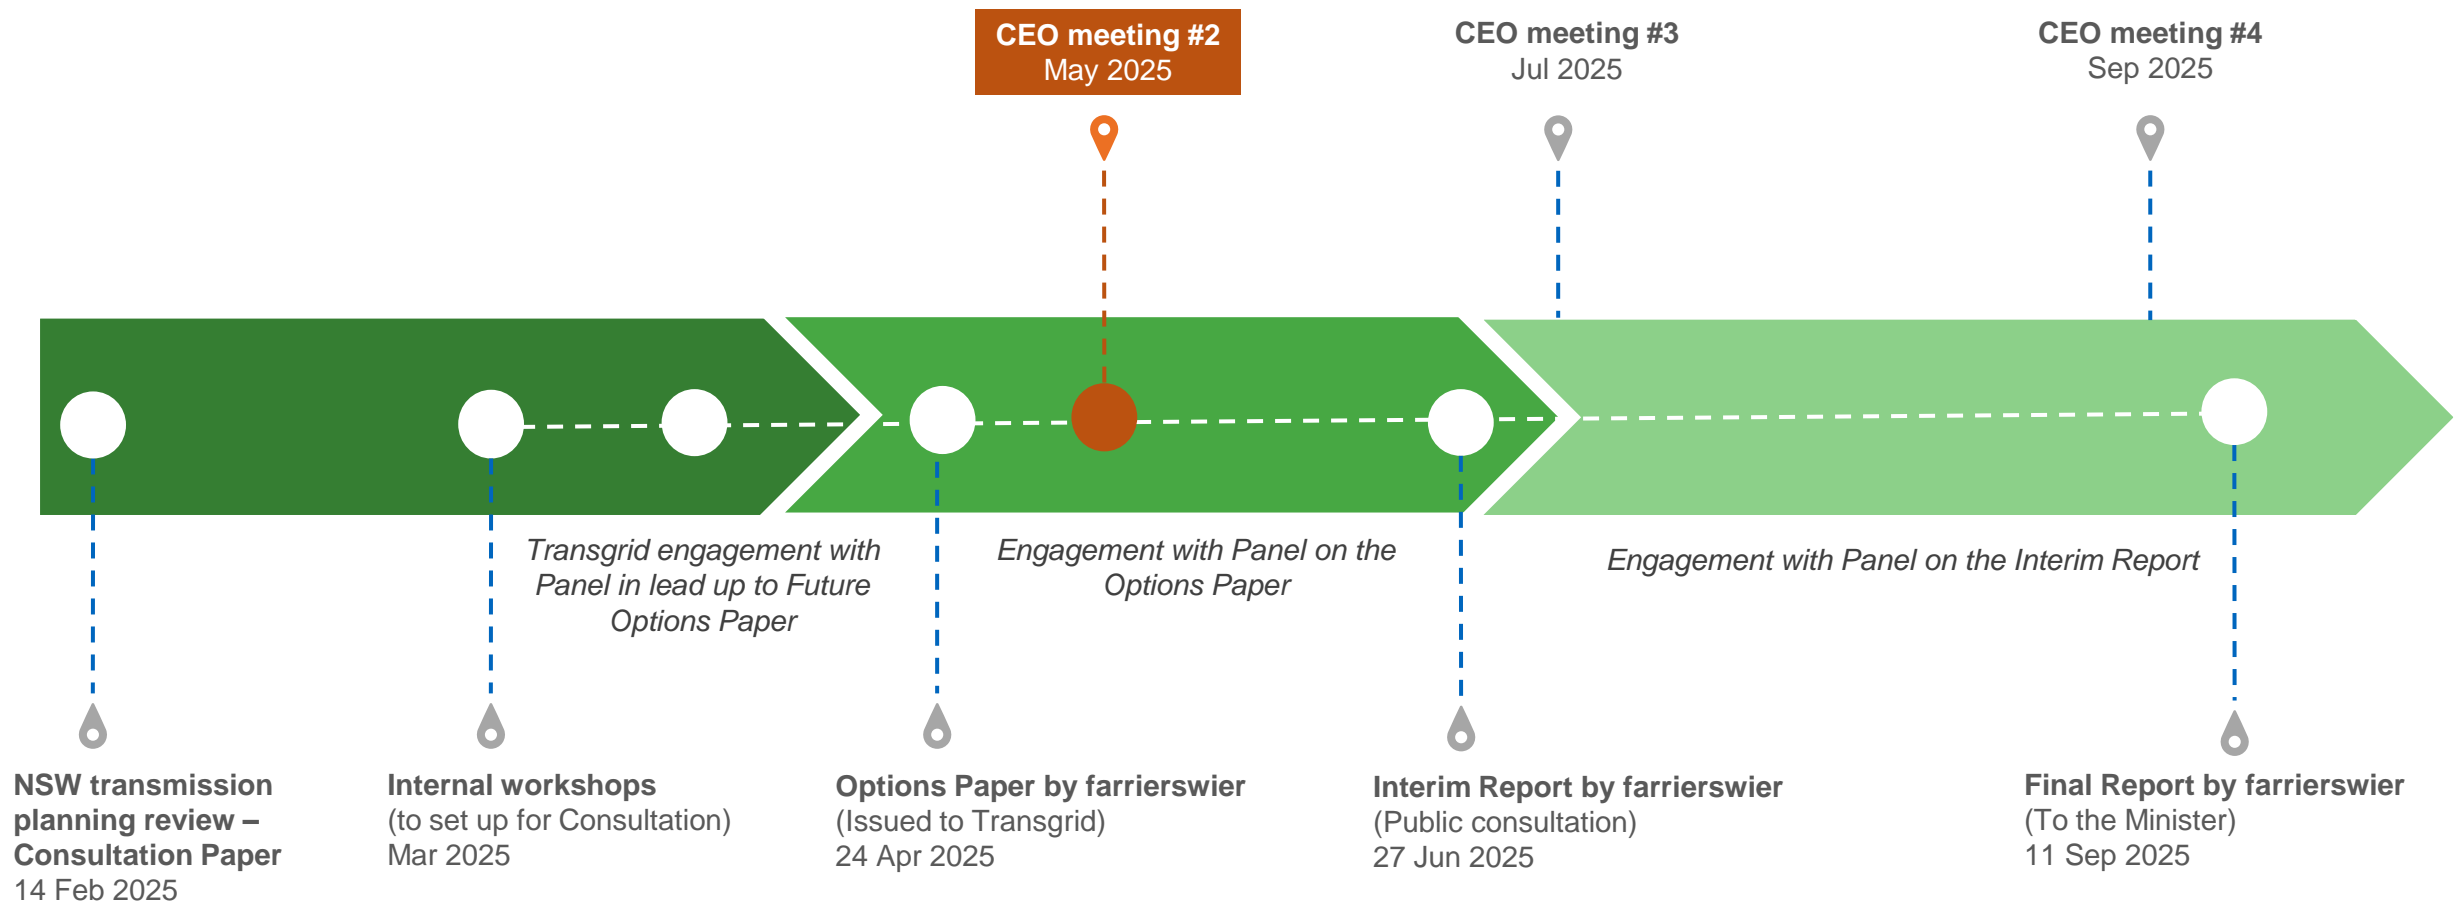 CEO meeting #2
May 2025
CEO meeting #3
Jul 2025
CEO meeting #4
Sep 2025
Transgrid engagement with
Panel in lead up to Future
Options Paper
Engagement with Panel on the
Options Paper
Engagement with Panel on the Interim Report
NSW transmission
planning review –
Consultation Paper
14 Feb 2025
Internal workshops
(to set up for Consultation)
Mar 2025
Options Paper by farrierswier
(Issued to Transgrid)
24 Apr 2025
Interim Report by farrierswier
(Public consultation)
27 Jun 2025
Final Report by farrierswier
(To the Minister)
11 Sep 2025